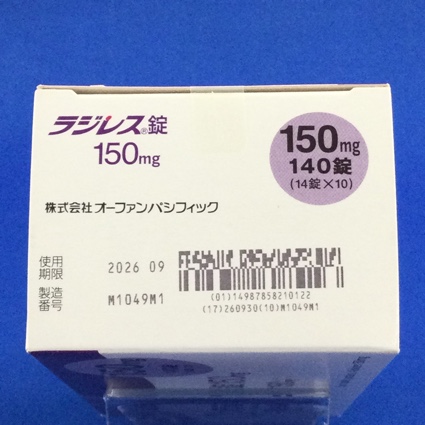 ラジレス®錠
150mg
150mg
140錠
(14錠×10)
株式会社 オーファンパシフィック
使用
期限
2026 09
製造
番号
M1049M1
(01)14987858210122
(17)260930(10)M1049M1